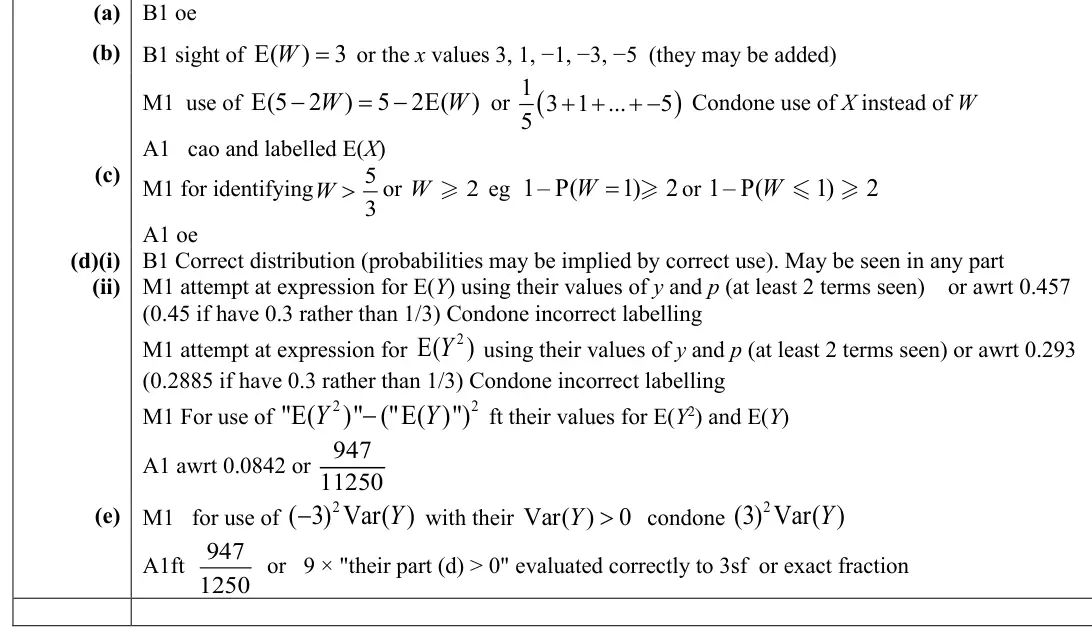 (a) B1 oe
(b) B1 sight of E(W) = 3 or the x values 3, 1, −1, −3, −5 (they may be added)
M1 use of E(5 − 2W) = 5 − 2E(W) or 1/5 (3 + 1 + ... + −5) Condone use of X instead of W
A1 cao and labelled E(X)
(c) M1 for identifying W > 5/3 or W ⩾ 2 eg 1 − P(W = 1) ⩾ 2 or 1 − P(W ⩽ 1) ⩾ 2
A1 oe
(d)(i) B1 Correct distribution (probabilities may be implied by correct use). May be seen in any part
(ii) M1 attempt at expression for E(Y) using their values of y and p (at least 2 terms seen) or awrt 0.457
(0.45 if have 0.3 rather than 1/3) Condone incorrect labelling
M1 attempt at expression for E(Y²) using their values of y and p (at least 2 terms seen) or awrt 0.293
(0.2885 if have 0.3 rather than 1/3) Condone incorrect labelling
M1 For use of "E(Y²)" − ("E(Y)")² ft their values for E(Y²) and E(Y)
A1 awrt 0.0842 or 947/11250
(e) M1 for use of (−3)² Var(Y) with their Var(Y) > 0 condone (3)² Var(Y)
A1ft 947/1250 or 9 × "their part (d) > 0" evaluated correctly to 3sf or exact fraction